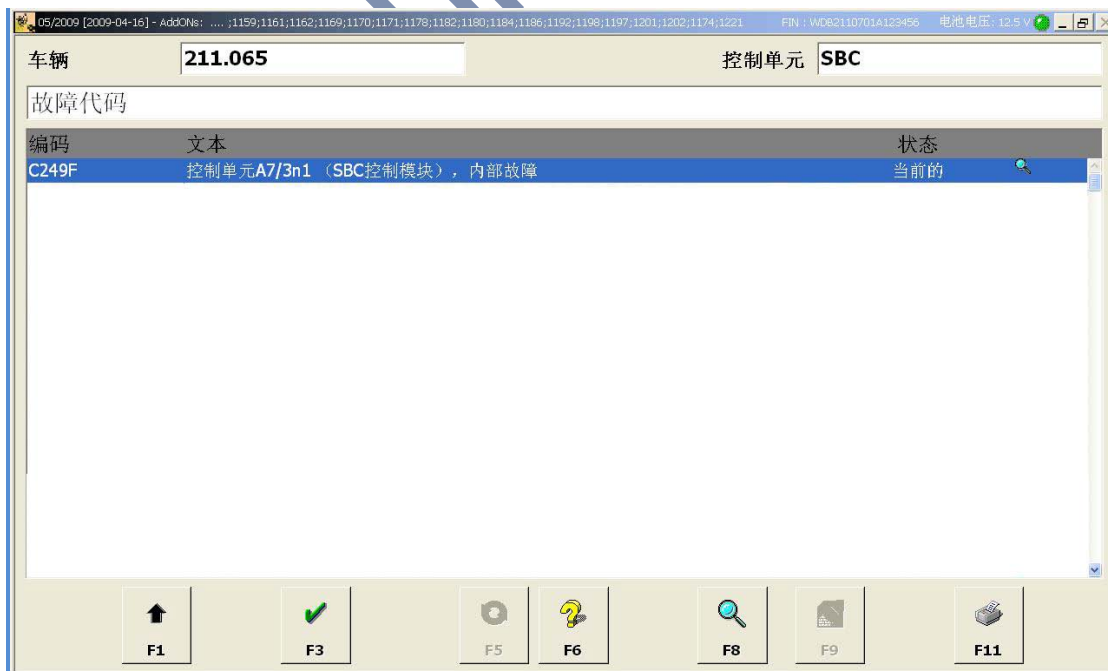 05/2009 [2009-04-16] - AddONs: .... ;1159;1161;1162;1169;1170;1171;1178;1182;1180;1184;1186;1192;1198;1197;1201;1202;1174;1221 FIN : WDB2110701A123456 电池电压: 12.5 V
车辆 211.065 控制单元 SBC
故障代码
编码 文本 状态
C249F 控制单元A7/3n1 （SBC控制模块），内部故障 当前的
F1 F3 F5 F6 F8 F9 F11